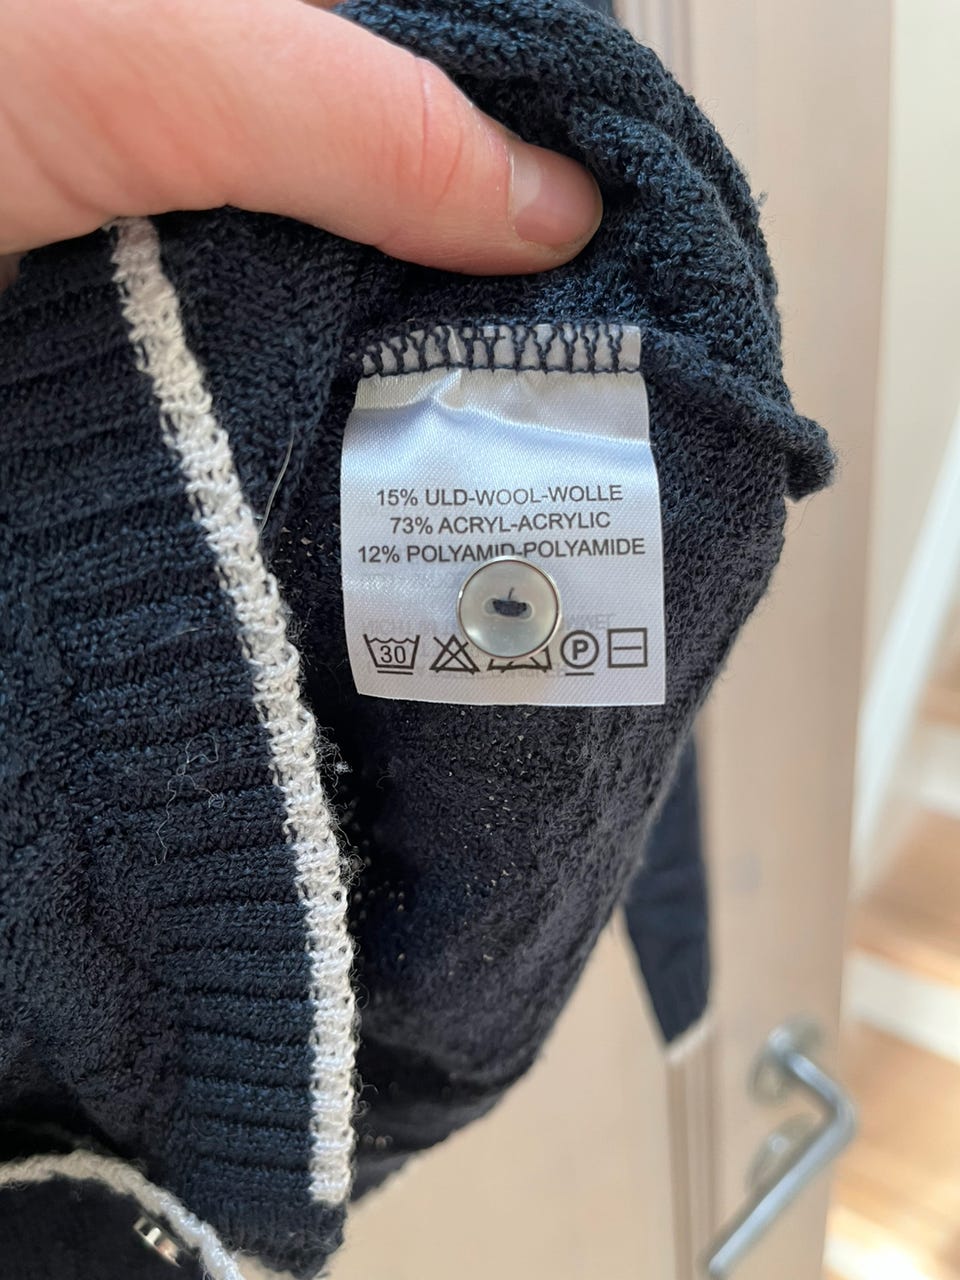 15% ULD-WOOL-WOLLE
73% ACRYL-ACRYLIC
12% POLYAMID-POLYAMIDE
30 P